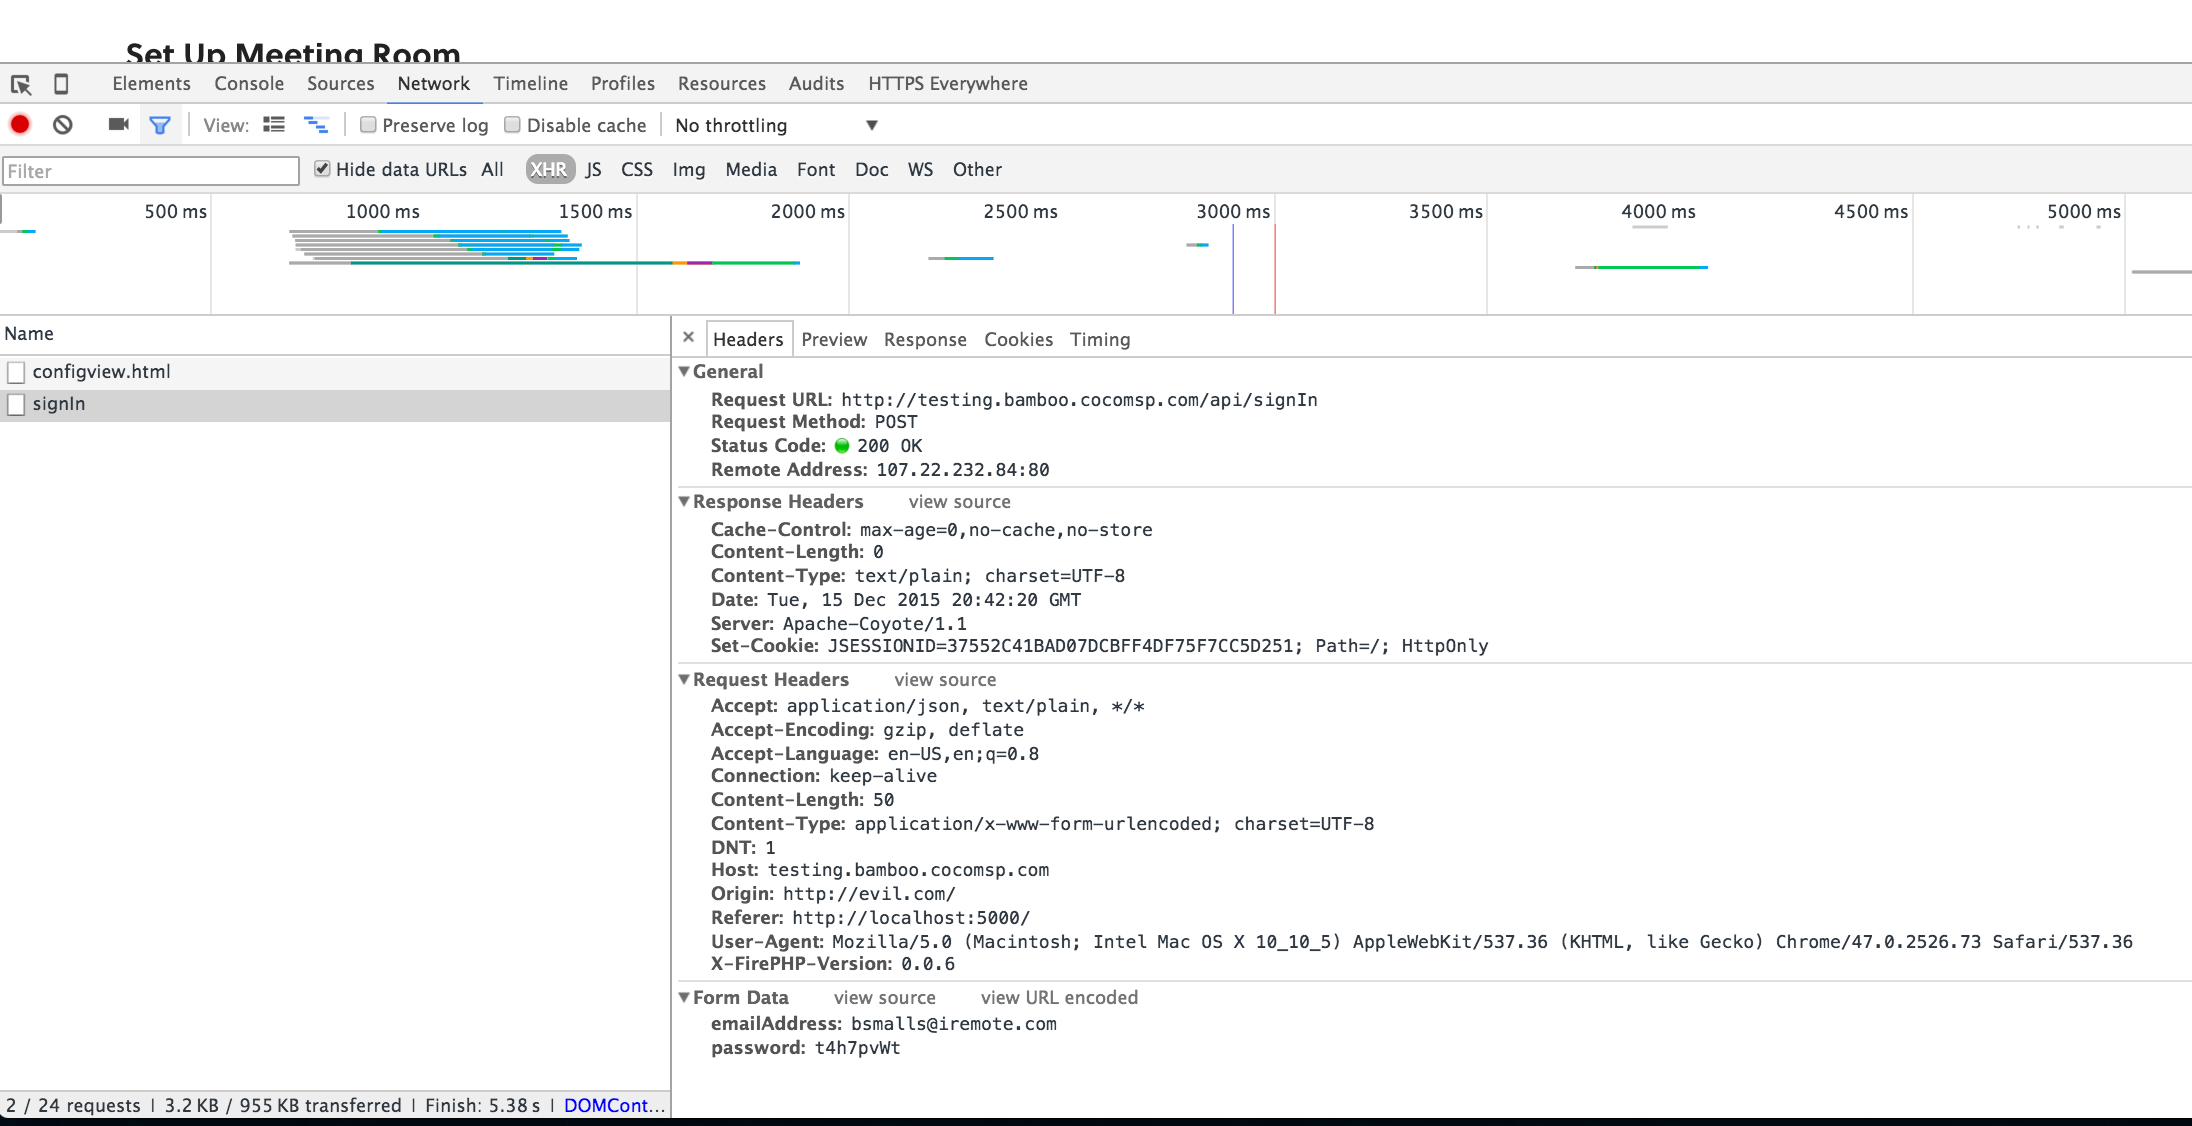 Set Up Meeting Room
Elements Console Sources Network Timeline Profiles Resources Audits HTTPS Everywhere
View: Preserve log Disable cache No throttling ▼
Filter Hide data URLs All XHR JS CSS Img Media Font Doc WS Other
500 ms 1000 ms 1500 ms 2000 ms 2500 ms 3000 ms 3500 ms 4000 ms 4500 ms 5000 ms
Name
configview.html
signIn
× Headers Preview Response Cookies Timing
▼General
Request URL: http://testing.bamboo.cocomsp.com/api/signIn
Request Method: POST
Status Code: 200 OK
Remote Address: 107.22.232.84:80
▼Response Headers view source
Cache-Control: max-age=0,no-cache,no-store
Content-Length: 0
Content-Type: text/plain; charset=UTF-8
Date: Tue, 15 Dec 2015 20:42:20 GMT
Server: Apache-Coyote/1.1
Set-Cookie: JSESSIONID=37552C41BAD07DCBFF4DF75F7CC5D251; Path=/; HttpOnly
▼Request Headers view source
Accept: application/json, text/plain, */*
Accept-Encoding: gzip, deflate
Accept-Language: en-US,en;q=0.8
Connection: keep-alive
Content-Length: 50
Content-Type: application/x-www-form-urlencoded; charset=UTF-8
DNT: 1
Host: testing.bamboo.cocomsp.com
Origin: http://evil.com/
Referer: http://localhost:5000/
User-Agent: Mozilla/5.0 (Macintosh; Intel Mac OS X 10_10_5) AppleWebKit/537.36 (KHTML, like Gecko) Chrome/47.0.2526.73 Safari/537.36
X-FirePHP-Version: 0.0.6
▼Form Data view source view URL encoded
emailAddress: bsmalls@iremote.com
password: t4h7pvWt
2 / 24 requests | 3.2 KB / 955 KB transferred | Finish: 5.38 s | DOMCont...